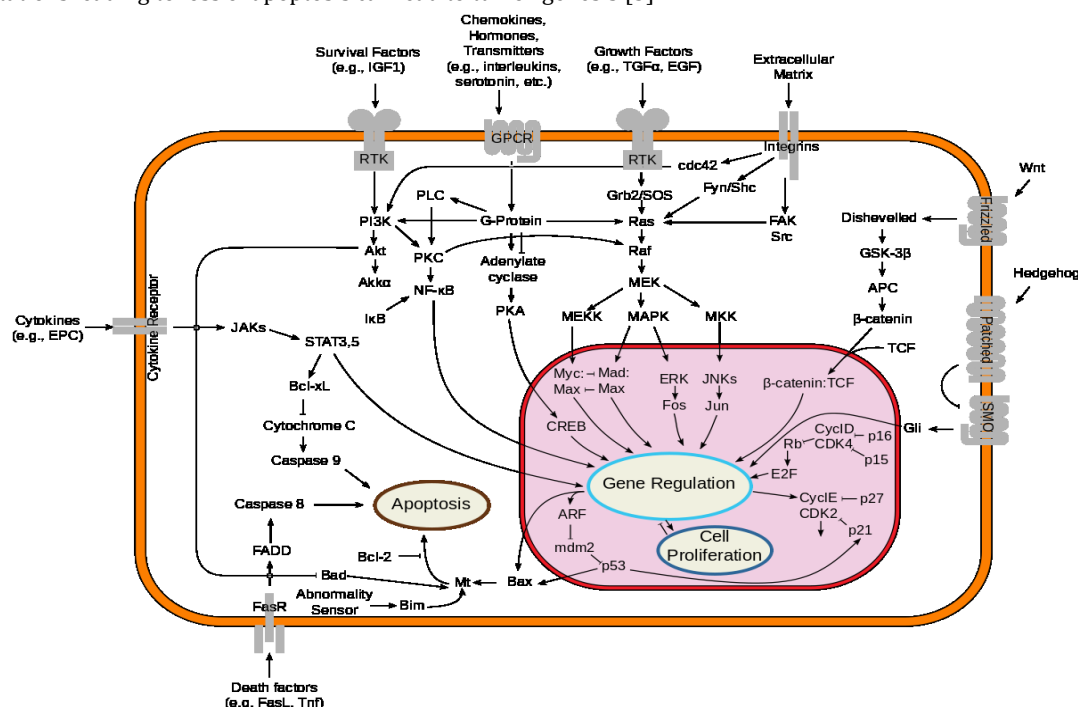 Chemokines,
Hormones,
Transmitters
(e.g., interleukins,
serotonin, etc.)
Survival Factors
(e.g., IGF1)
Growth Factors
(e.g., TGFα, EGF)
Extracellular
Matrix
GPCR
RTK
RTK
Integrins
cdc42
Wnt
PLC
Grb2/SOS
Fyn/Shc
Frizzled
PI3K
G-Protein
Ras
FAK
Src
Dishevelled
Akt
PKC
Adenylate
cyclase
Raf
GSK-3β
Akkα
NF-κB
MEK
APC
Hedgehog
IκB
PKA
MEKK
MAPK
MKK
β-catenin
Cytokines
(e.g., EPC)
Cytokine Receptor
JAKs
STAT3,5
TCF
Patched
Myc:
Max
Mad:
Max
ERK
JNKs
β-catenin:TCF
Bcl-xL
Fos
Jun
Cytochrome C
CREB
Gli
SMO
CyclD
CDK4
Rb
p16
p15
Caspase 9
E2F
Caspase 8
Apoptosis
Gene Regulation
CyclE
CDK2
p27
p21
ARF
FADD
Bcl-2
mdm2
Cell
Proliferation
p53
Bad
Mt
Bax
FasR
Abnormality
Sensor
Bim
Death factors
(e.g. FasL, Tnf)